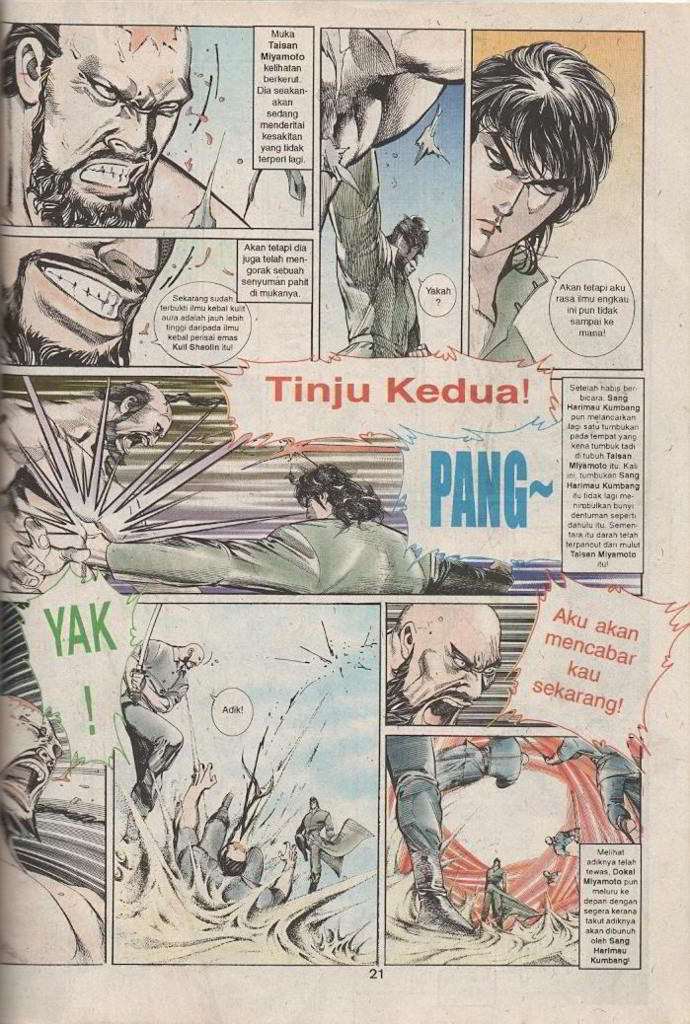 Muka
Taisan
Miyamoto
kelihatan
berkerut.
Dia seakan-
akan
sedang
menderitai
kesakitan
yang tidak
terperi lagi.
Yakah
?
Akan tetapi aku
rasa ilmu engkau
ini pun tidak
sampai ke
mana!
Akan tetapi dia
juga telah men-
gorak sebuah
senyuman pahit
di mukanya.
Sekarang sudah
terbukti ilmu kebal kulit
aura adalah jauh lebih
tinggi daripada ilmu
kebal perisai emas
Kuil Shaolin itu!
Tinju Kedua!
PANG~
Setelah habis ber-
bicara, Sang
Harimau Kumbang
pun melancarkan
lagi satu tumbukan
pada tempat yang
kena tumbuk tadi
di tubuh Taisan
Miyamoto itu. Kali
ini, tumbukan Sang
Harimau Kumbang
itu tidak lagi me-
nimbulkan bunyi
dentuman seperti
dahulu itu. Semen-
tara itu darah telah
terpancut dari mulut
Taisan Miyamoto
itu!
YAK
!
Adik!
Aku akan
mencabar
kau
sekarang!
Melihat
adiknya telah
tewas, Dokai
Miyamoto pun
meluru ke
depan dengan
segera kerana
takut adiknya
akan dibunuh
oleh Sang
Harimau
Kumbang!
21